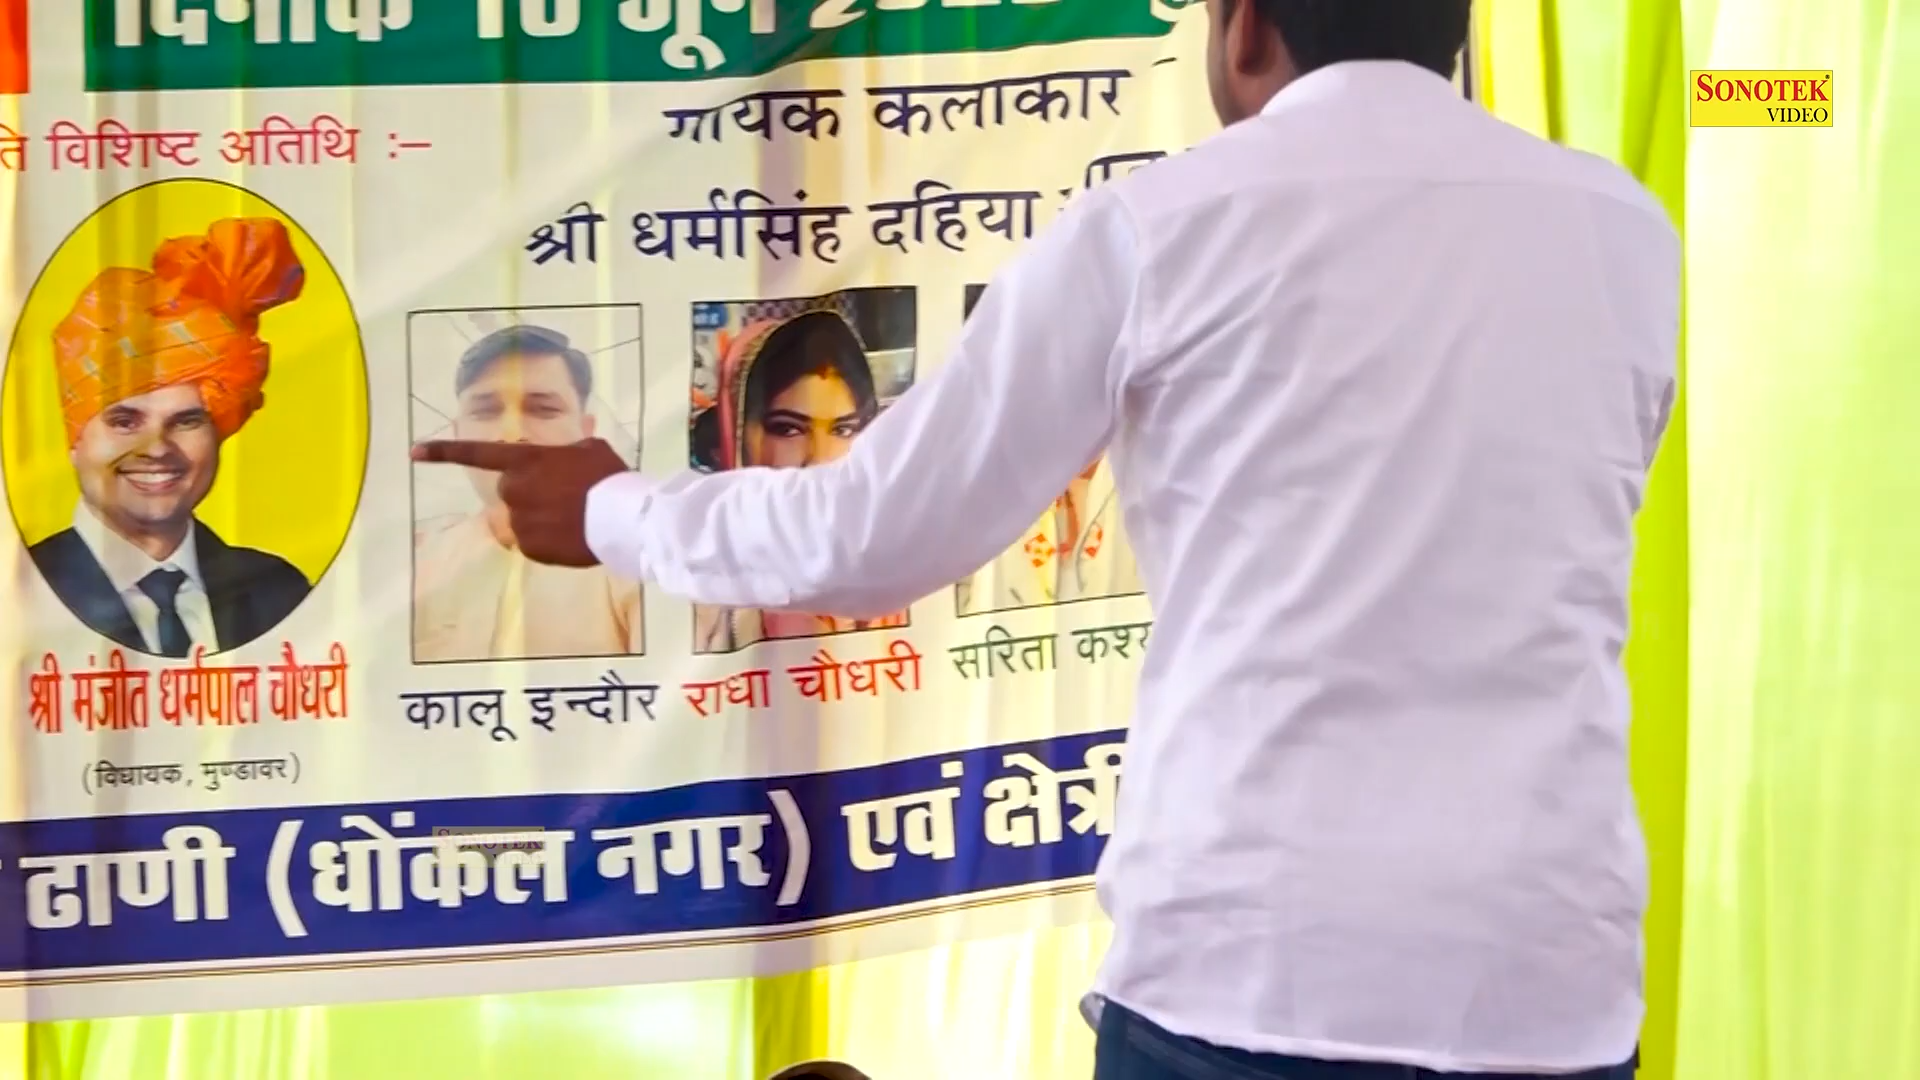 दिनांक 10 जून
SONOTEK
VIDEO
गायक कलाकार
विशिष्ट अतिथि :–
श्री धर्मसिंह दहिया
श्री मंजीत धर्मपाल चौधरी
(विधायक, मुण्डावर)
कालू इन्दौर
राधा चौधरी
सरिता
ढाणी (धोंकल नगर) एवं